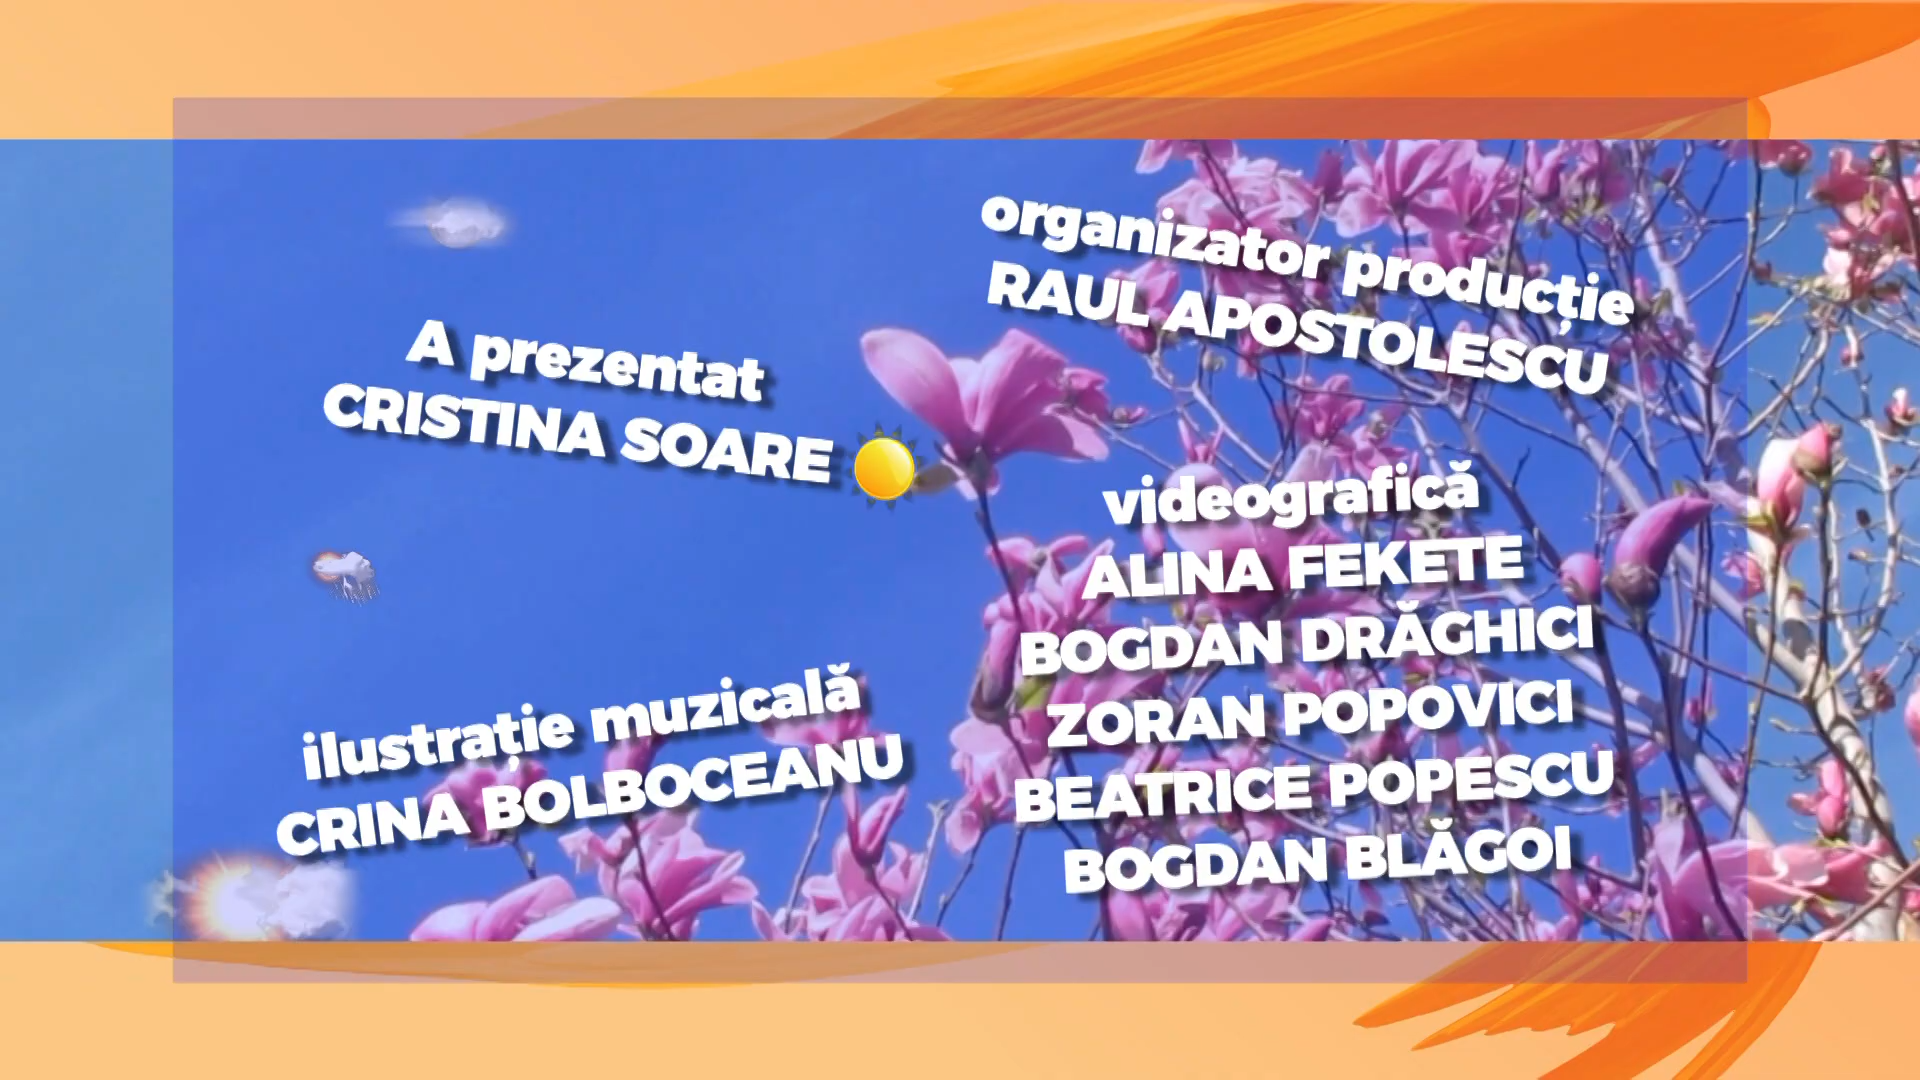 A prezentat
CRISTINA SOARE
ilustrație muzicală
CRINA BOLBOCEANU
organizator producție
RAUL APOSTOLESCU
videografică
ALINA FEKETE
BOGDAN DRĂGHICI
ZORAN POPOVICI
BEATRICE POPESCU
BOGDAN BLĂGOI